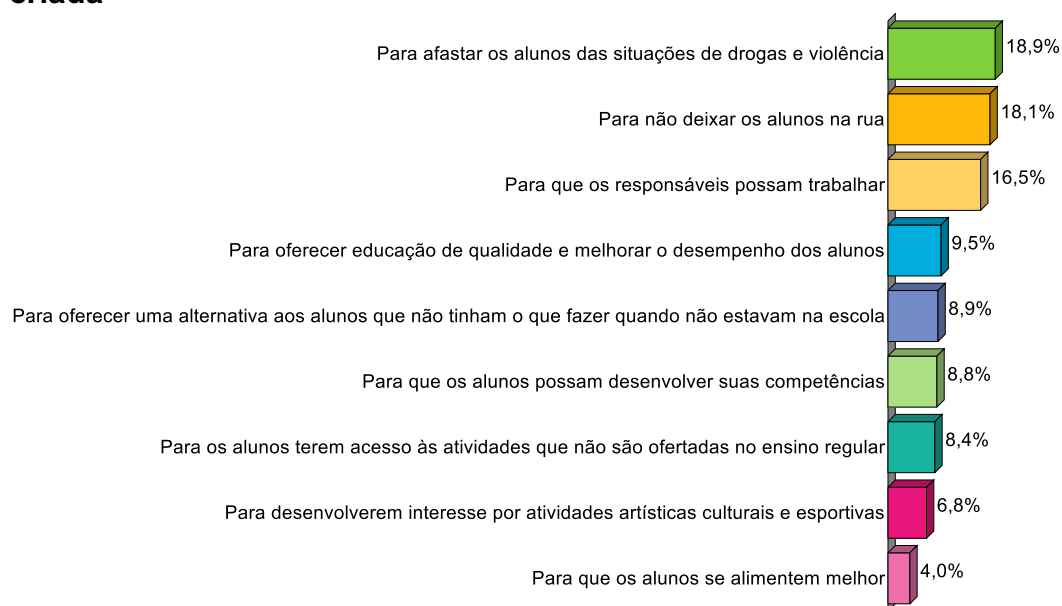 criada
Para afastar os alunos das situações de drogas e violência 18,9%
Para não deixar os alunos na rua 18,1%
Para que os responsáveis possam trabalhar 16,5%
Para oferecer educação de qualidade e melhorar o desempenho dos alunos 9,5%
Para oferecer uma alternativa aos alunos que não tinham o que fazer quando não estavam na escola 8,9%
Para que os alunos possam desenvolver suas competências 8,8%
Para os alunos terem acesso às atividades que não são ofertadas no ensino regular 8,4%
Para desenvolverem interesse por atividades artísticas culturais e esportivas 6,8%
Para que os alunos se alimentem melhor 4,0%